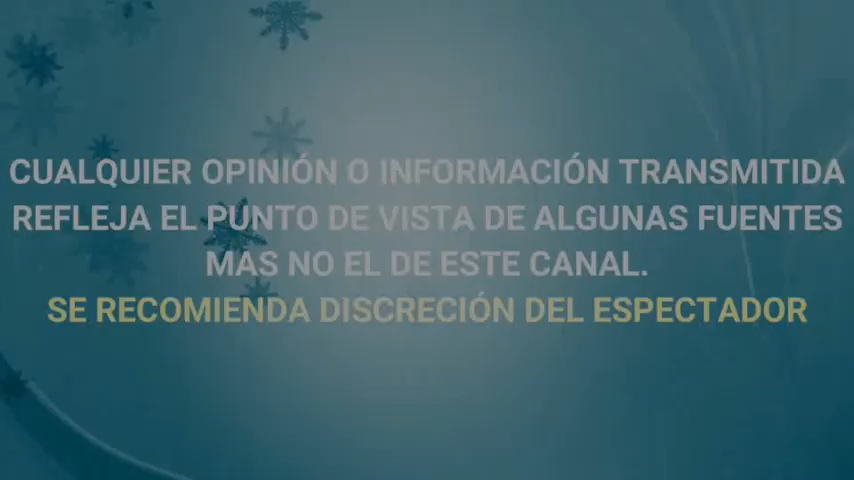 CUALQUIER OPINIÓN O INFORMACIÓN TRANSMITIDA
REFLEJA EL PUNTO DE VISTA DE ALGUNAS FUENTES
MAS NO EL DE ESTE CANAL.
SE RECOMIENDA DISCRECIÓN DEL ESPECTADOR